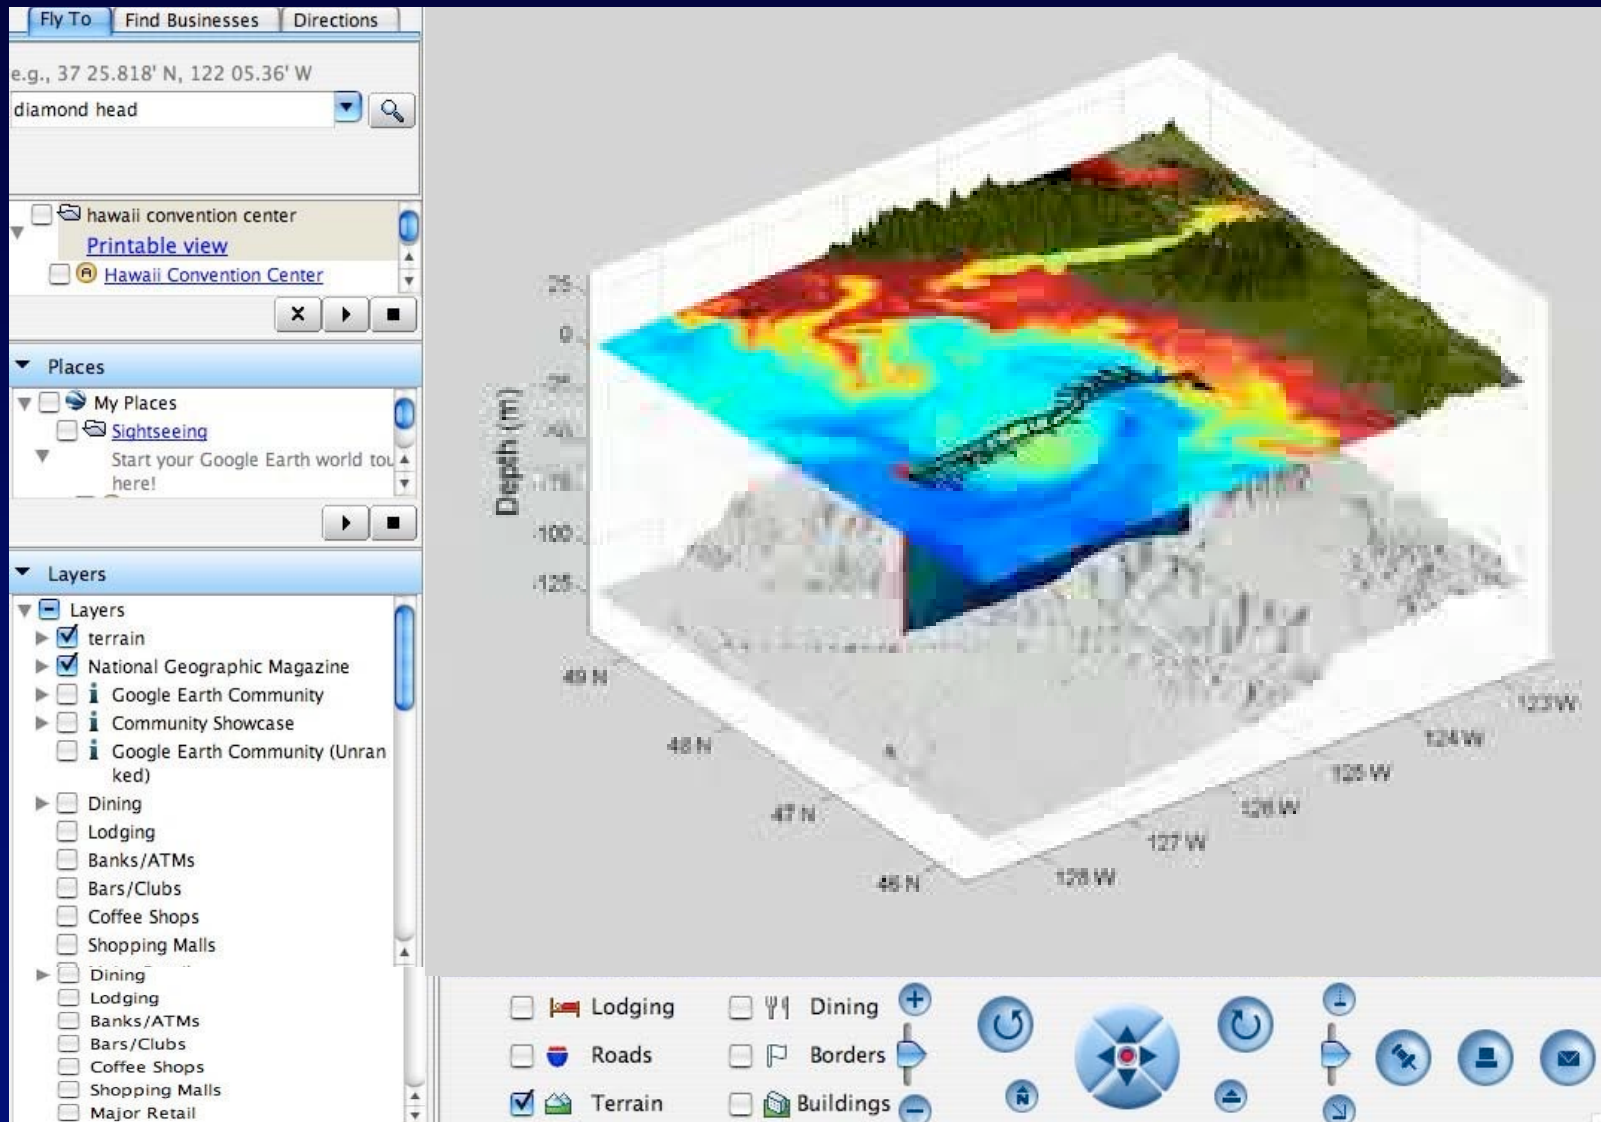 Fly To
Find Businesses
Directions
e.g., 37 25.818' N, 122 05.36' W
diamond head
hawaii convention center
Printable view
Hawaii Convention Center
Places
My Places
Sightseeing
Start your Google Earth world tou
here!
Layers
Layers
terrain
National Geographic Magazine
Google Earth Community
Community Showcase
Google Earth Community (Unran
ked)
Dining
Lodging
Banks/ATMs
Bars/Clubs
Coffee Shops
Shopping Malls
Dining
Lodging
Banks/ATMs
Bars/Clubs
Coffee Shops
Shopping Malls
Major Retail
Depth (m)
25
0
-25
-50
-75
-100
-125
49 N
48 N
47 N
46 N
128 W
127 W
126 W
125 W
124 W
123 W
Lodging
Dining
Roads
Borders
Terrain
Buildings
N